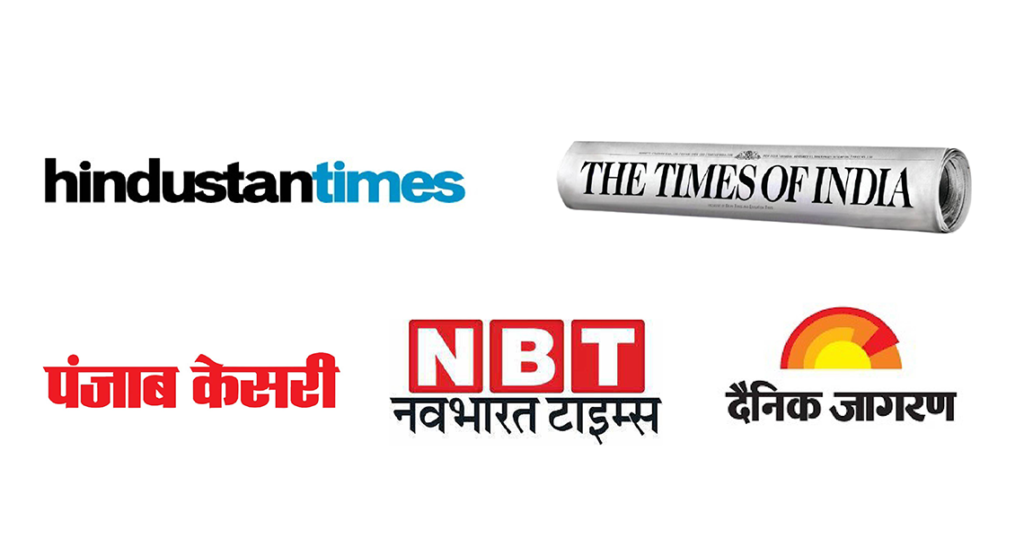 hindustantimes
THE TIMES OF INDIA
पंजाब केसरी
NBT
नवभारत टाइम्स
दैनिक जागरण